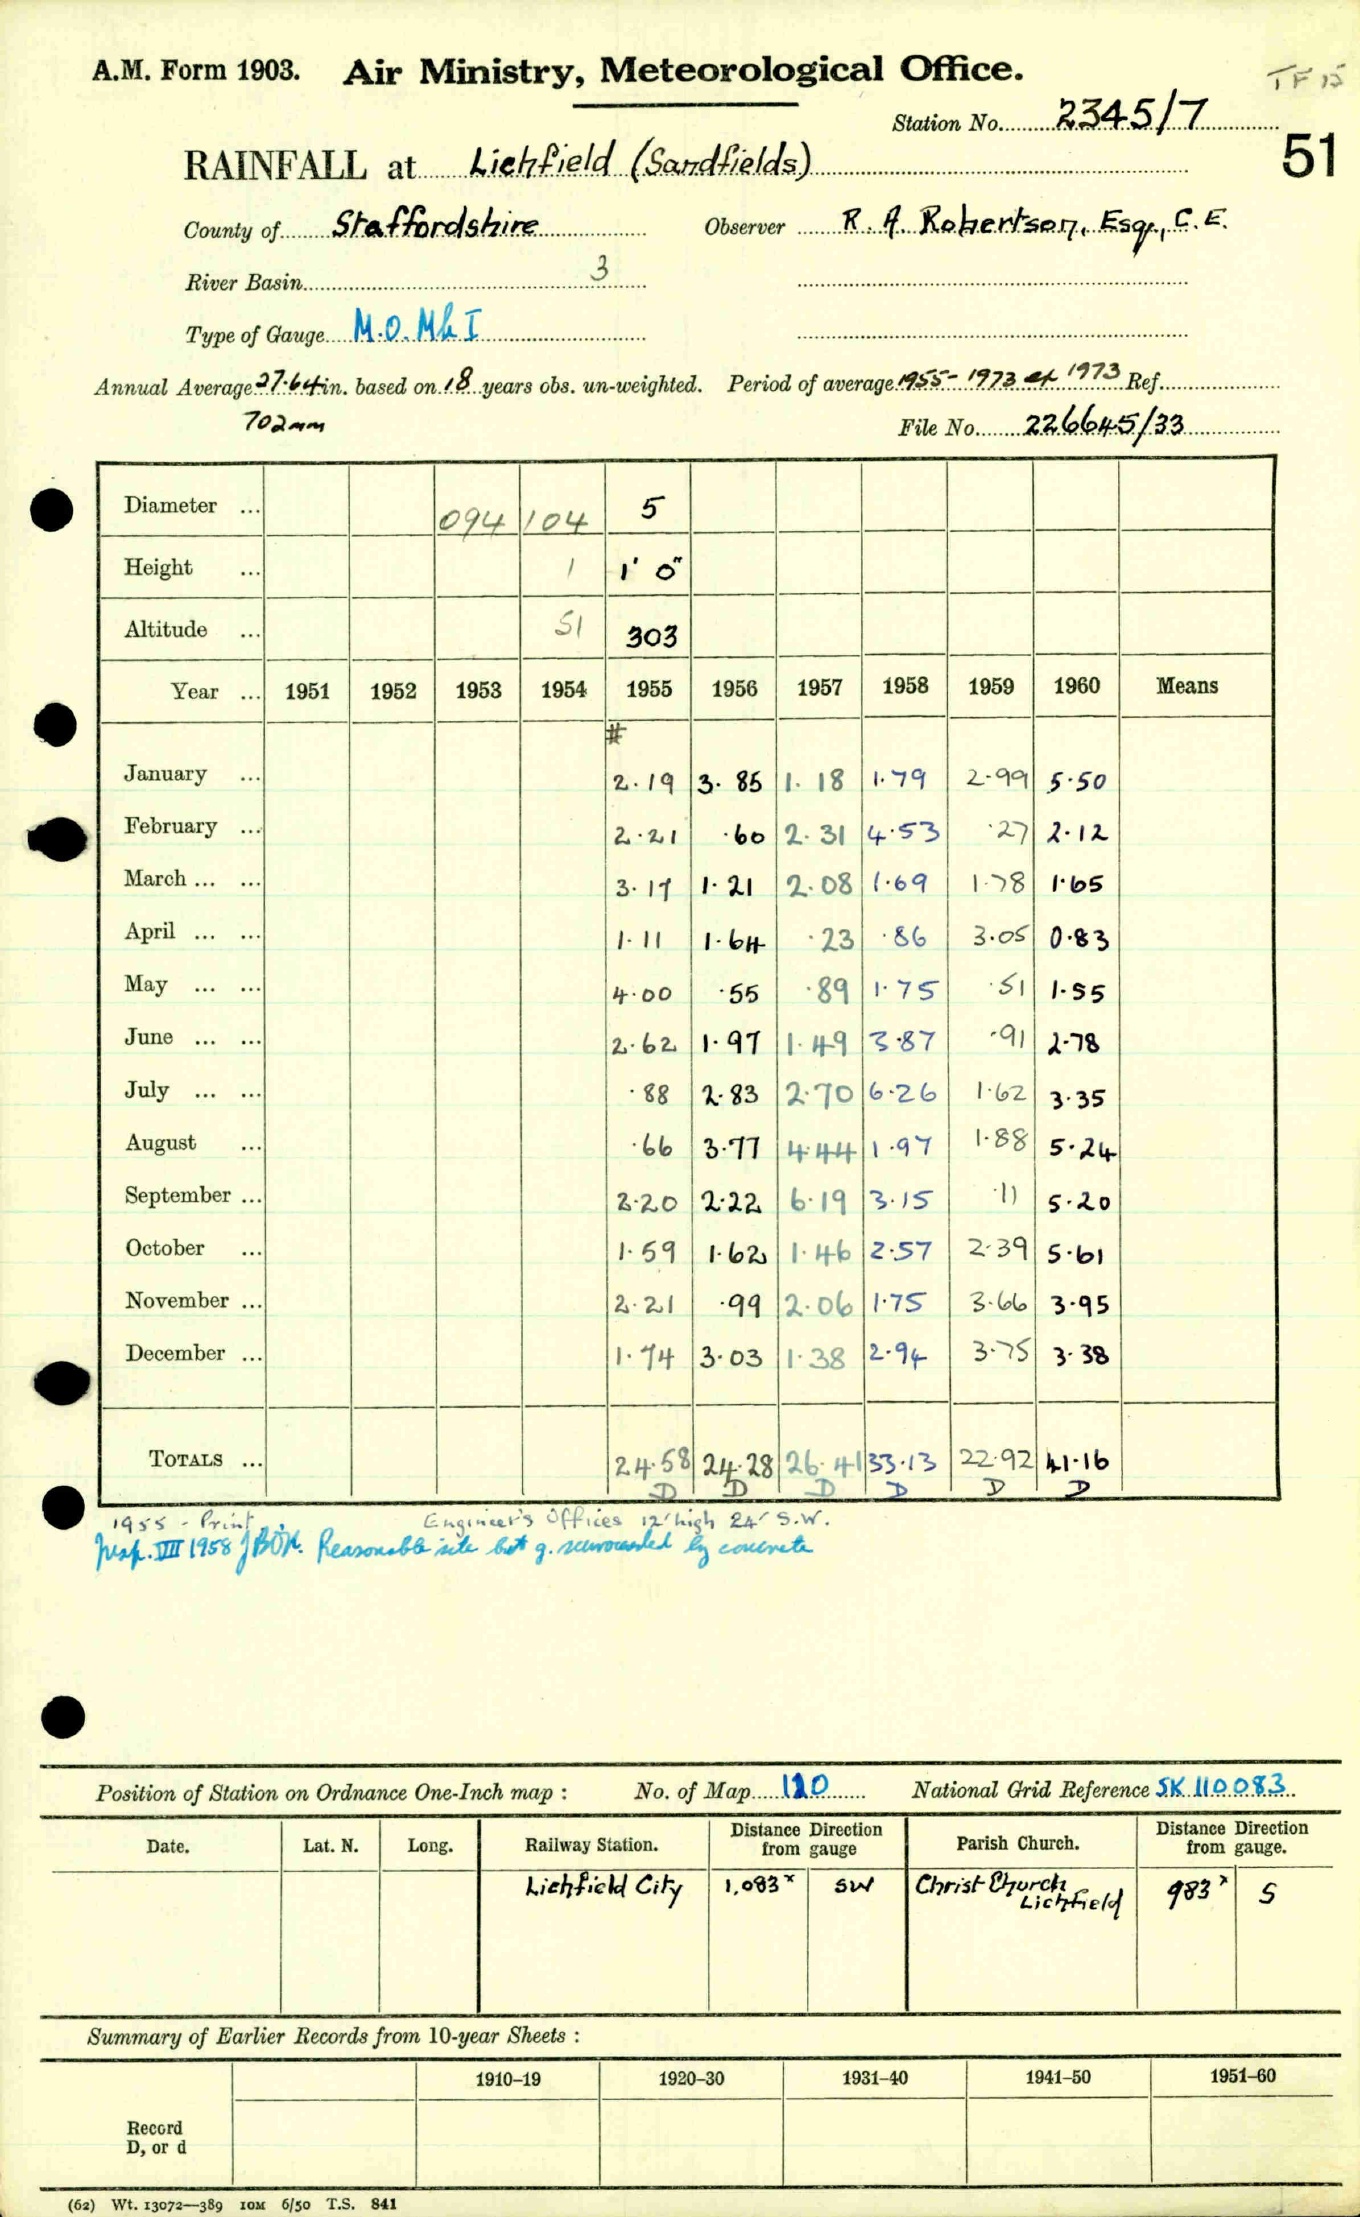 A.M. Form 1903. Air Ministry, Meteorological Office. TF 15
Station No. 2345/7
51
RAINFALL at Lichfield (Sandfields)
County of Staffordshire Observer R. A. Robertson, Esq., C.E.
River Basin 3
Type of Gauge M.O. Mk I
Annual Average 27.64 in. based on 18 years obs. un-weighted. Period of average 1955-1973 ex 1973 Ref.
702mm File No. 226645/33
Diameter ... 094 104 5
Height ... 1 1' 0"
Altitude ... 51 303
Year ... 1951 1952 1953 1954 1955 1956 1957 1958 1959 1960 Means
#
January ... 2.19 3.85 1.18 1.79 2.99 5.50
February ... 2.21 .60 2.31 4.53 .27 2.12
March ... ... 3.17 1.21 2.08 1.69 1.78 1.65
April ... ... 1.11 1.64 .23 .86 3.05 0.83
May ... ... 4.00 .55 .89 1.75 .51 1.55
June ... ... 2.62 1.97 1.49 3.87 .91 2.78
July ... ... .88 2.83 2.70 6.26 1.62 3.35
August ... .66 3.77 4.44 1.97 1.88 5.24
September ... 2.20 2.22 6.19 3.15 .11 5.20
October ... 1.59 1.62 1.46 2.57 2.39 5.61
November ... 2.21 .99 2.06 1.75 3.66 3.95
December ... 1.74 3.03 1.38 2.94 3.75 3.38
TOTALS ... 24.58 24.28 26.41 33.13 22.92 41.16
D D D D D D
1955 - Print. Engineer's Offices 12' high 24' S.W.
Insp. VIII 1958 Reasonable site but g. surrounded by concrete
Position of Station on Ordnance One-Inch map : No. of Map 120 National Grid Reference SK 110083
Date. Lat. N. Long. Railway Station. Distance Direction from gauge Parish Church. Distance Direction from gauge.
Lichfield City 1,083x SW Christ Church Lichfield 983x S
Summary of Earlier Records from 10-year Sheets :
1910–19 1920–30 1931–40 1941–50 1951–60
Record
D, or d
(62) Wt. 13072—389 10M 6/50 T.S. 841